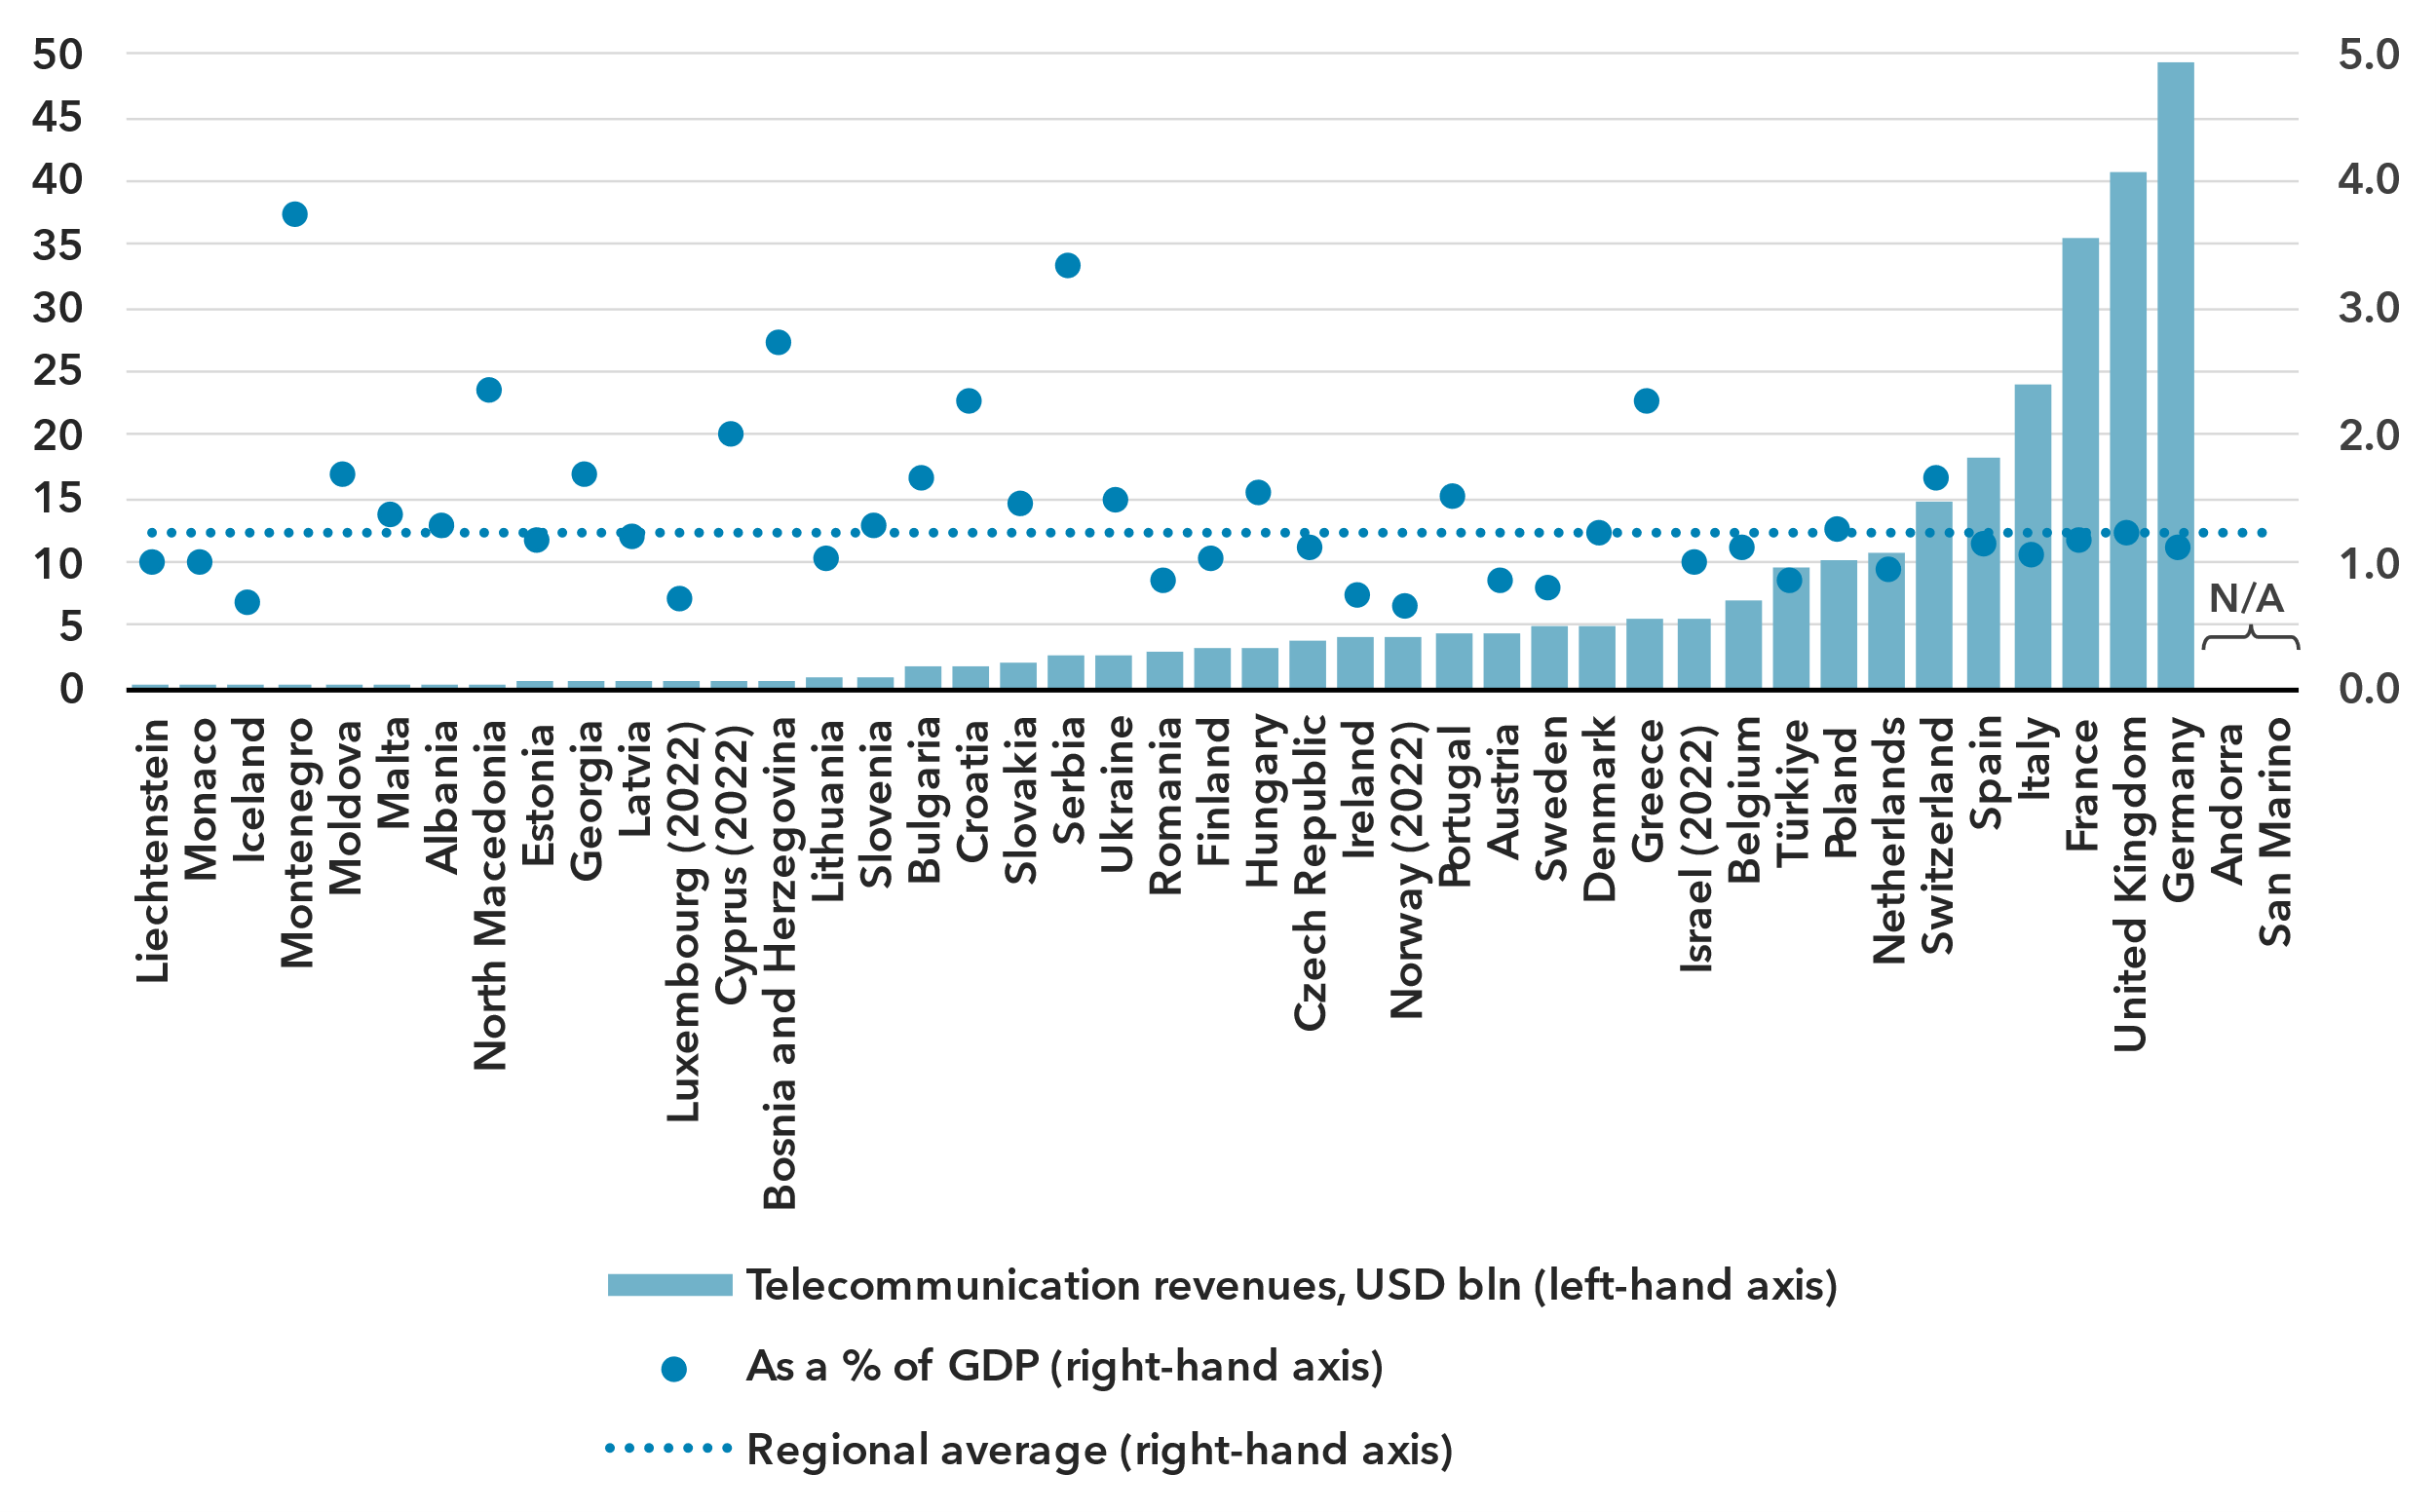 50 5.0
45
40 4.0
35
30 3.0
25
20 2.0
15
10 1.0
N/A
5
0 0.0
Liechtenstein
Monaco
Iceland
Montenegro
Moldova
Malta
Albania
North Macedonia
Estonia
Georgia
Latvia
Luxembourg (2022)
Cyprus (2022)
Bosnia and Herzegovina
Lithuania
Slovenia
Bulgaria
Croatia
Slovakia
Serbia
Ukraine
Romania
Finland
Hungary
Czech Republic
Ireland
Norway (2022)
Portugal
Austria
Sweden
Denmark
Greece
Israel (2022)
Belgium
Türkiye
Poland
Netherlands
Switzerland
Spain
Italy
France
United Kingdom
Germany
Andorra
San Marino
Telecommunication revenues, USD bln (left-hand axis)
As a % of GDP (right-hand axis)
Regional average (right-hand axis)